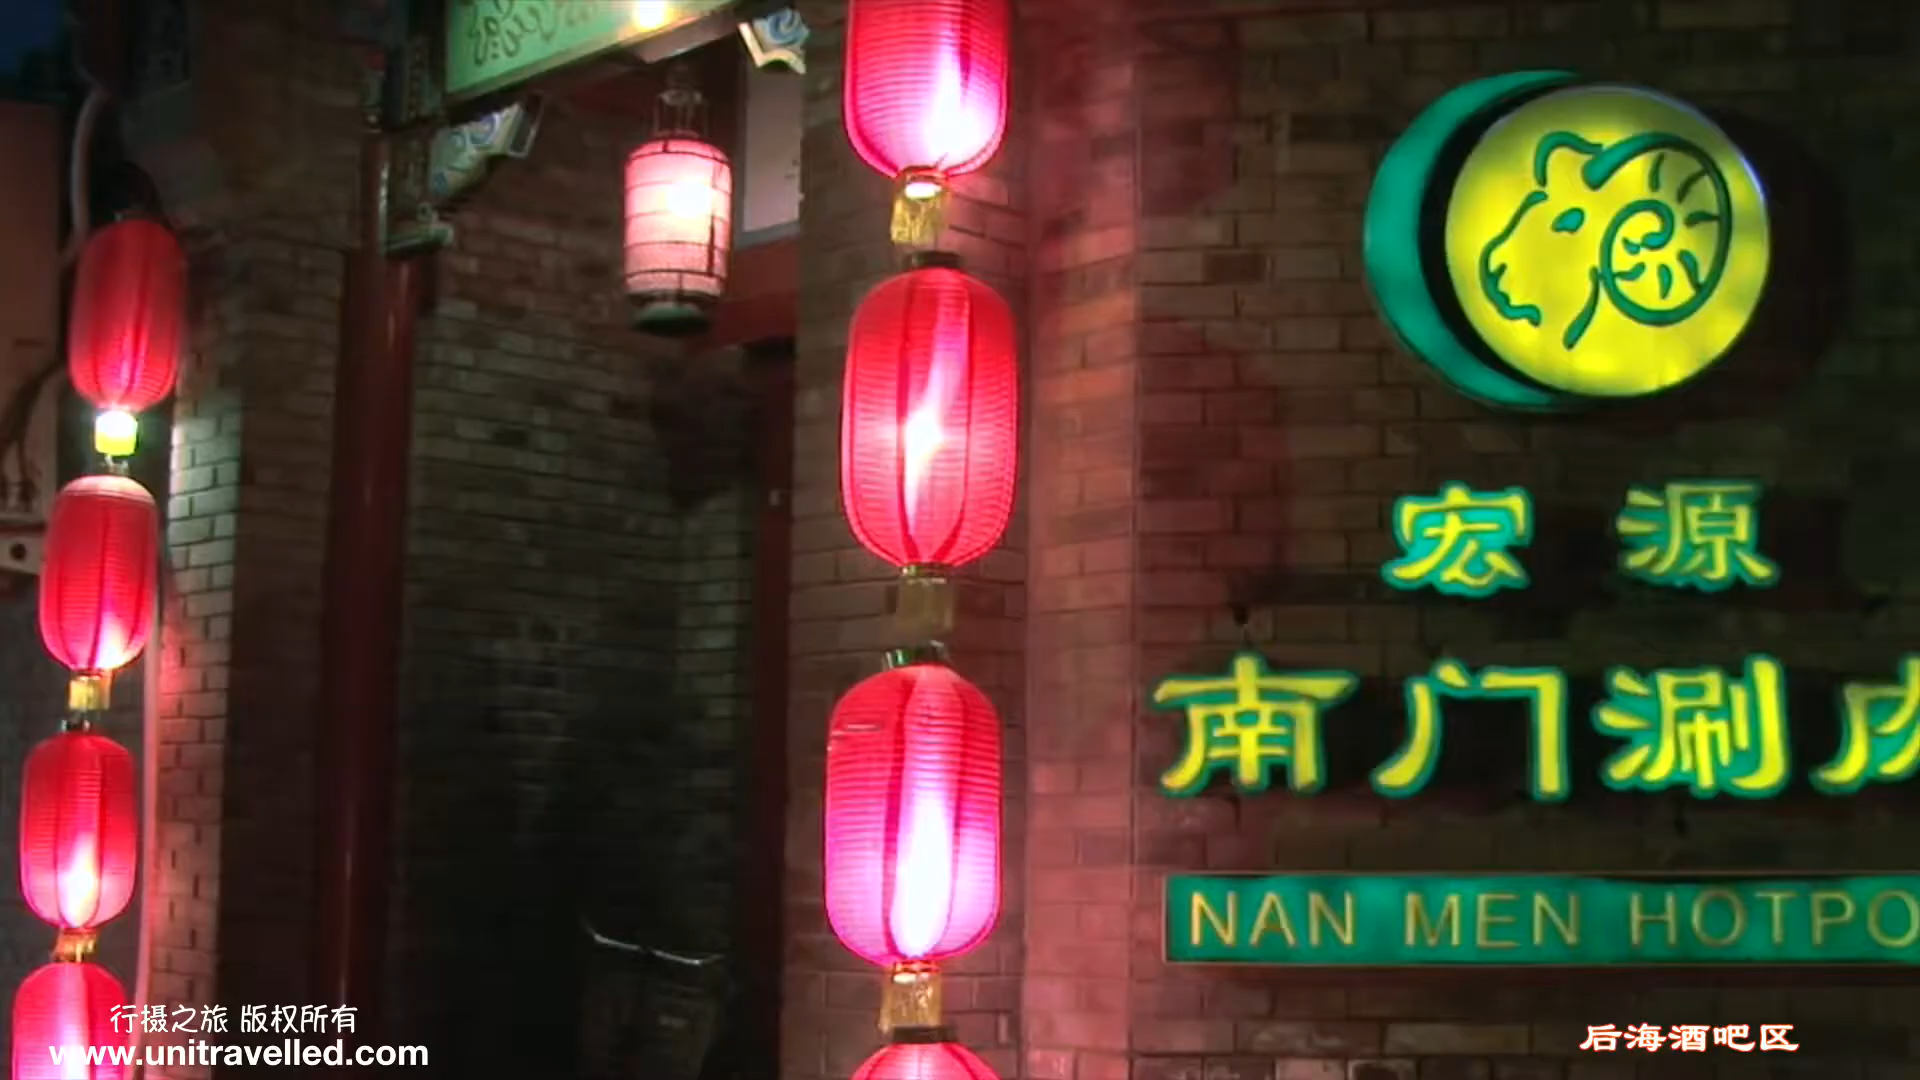 宏源
南门涮肉
NAN MEN HOTPO
行摄之旅 版权所有
www.unitravelled.com
后海酒吧区